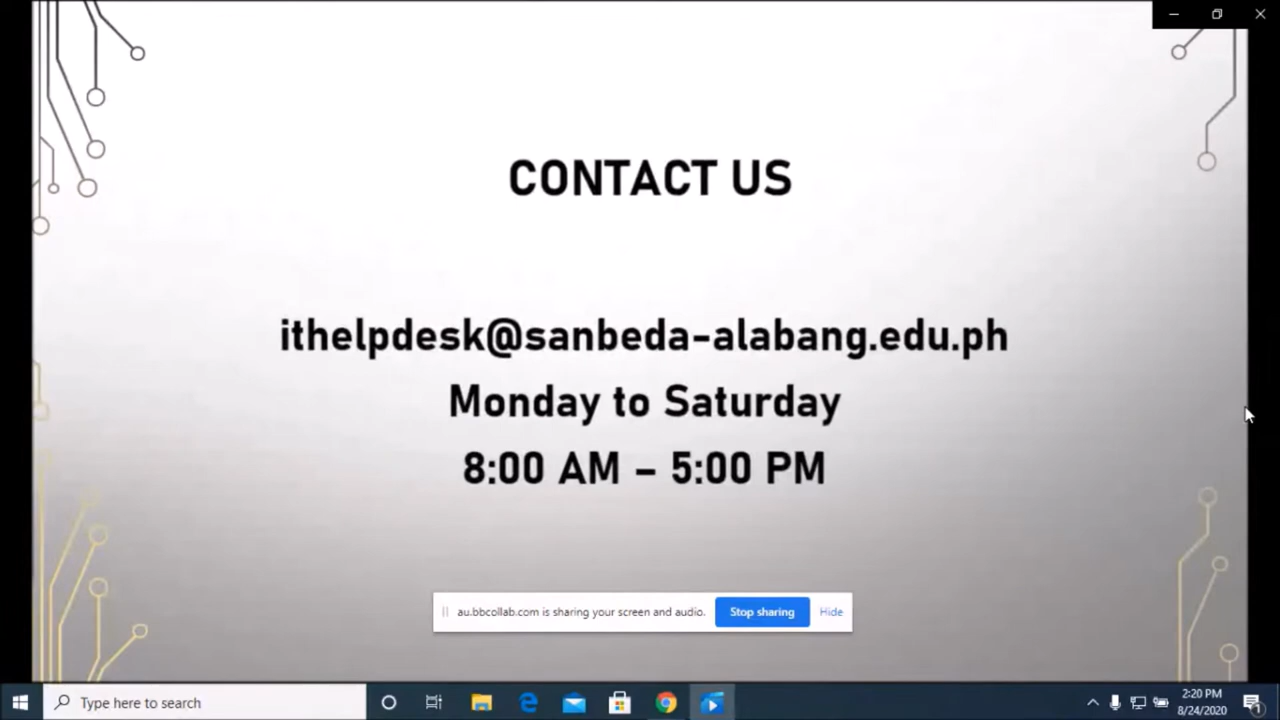 CONTACT US
ithelpdesk@sanbeda-alabang.edu.ph
Monday to Saturday
8:00 AM – 5:00 PM
au.bbcollab.com is sharing your screen and audio. Stop sharing Hide
Type here to search
2:20 PM
8/24/2020
1